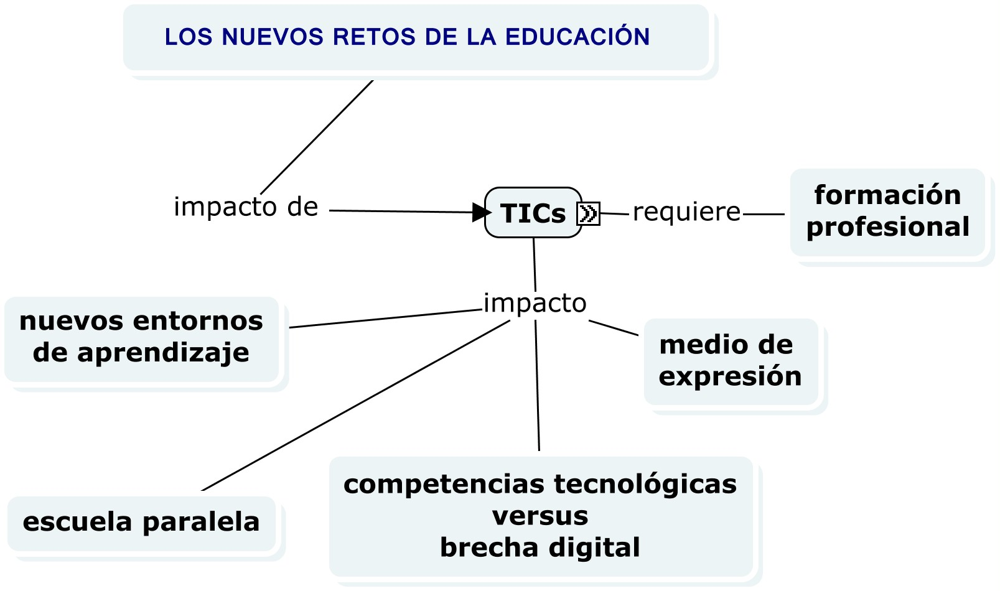 LOS NUEVOS RETOS DE LA EDUCACIÓN
impacto de
TICs
requiere
formación
profesional
impacto
nuevos entornos
de aprendizaje
medio de
expresión
escuela paralela
competencias tecnológicas
versus
brecha digital